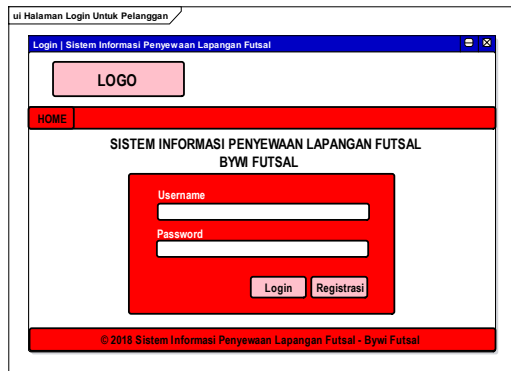 ui Halaman Login Untuk Pelanggan
Login | Sistem Informasi Penyewaan Lapangan Futsal
LOGO
HOME
SISTEM INFORMASI PENYEWAAN LAPANGAN FUTSAL
BYWI FUTSAL
Username
Password
Login
Registrasi
© 2018 Sistem Informasi Penyewaan Lapangan Futsal - Bywi Futsal